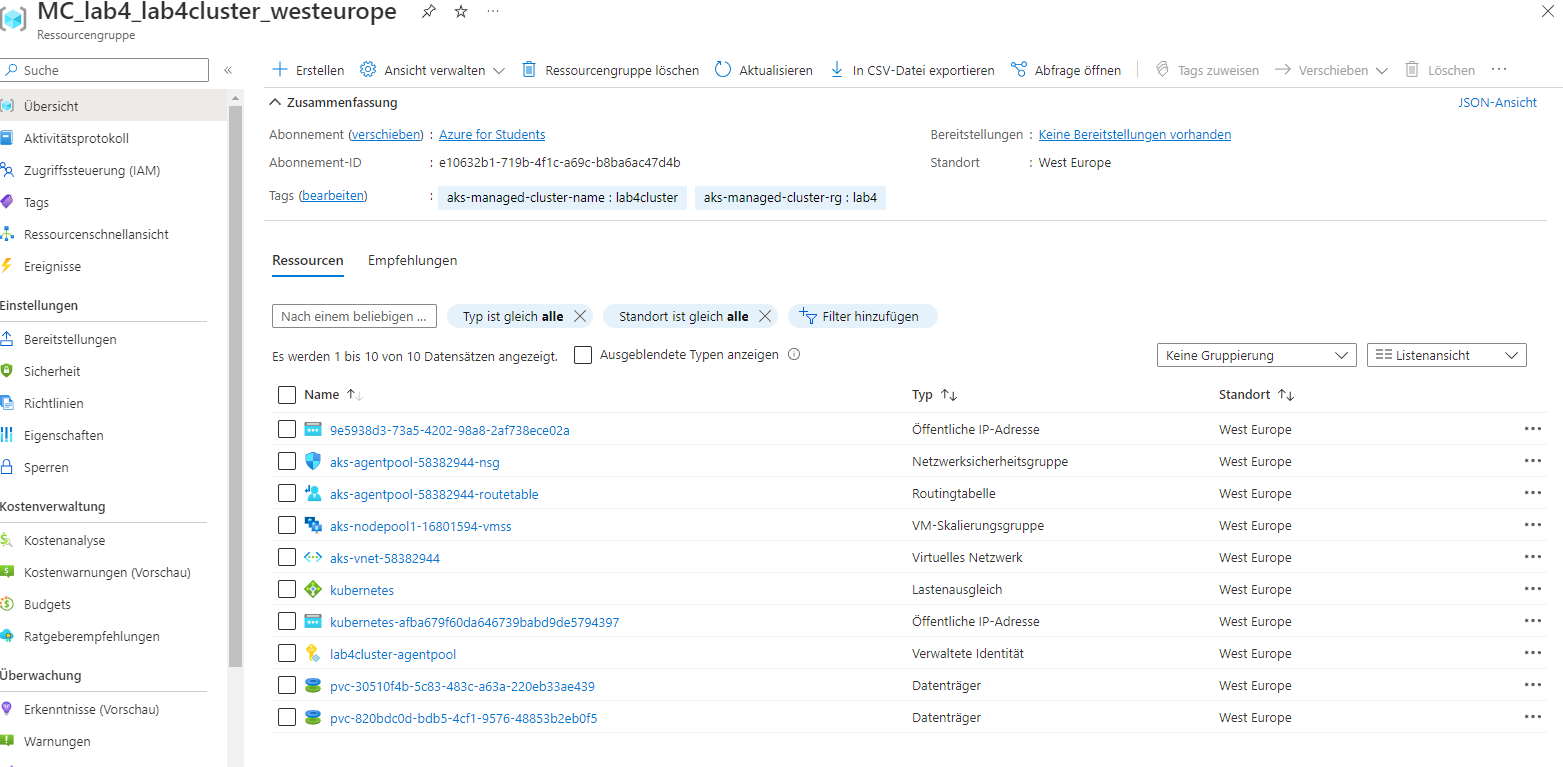 MC_lab4_lab4cluster_westeurope
Ressourcengruppe
Suche
Erstellen Ansicht verwalten Ressourcengruppe löschen Aktualisieren In CSV-Datei exportieren Abfrage öffnen Tags zuweisen Verschieben Löschen
Übersicht
Aktivitätsprotokoll
Zugriffssteuerung (IAM)
Tags
Ressourcenschnellansicht
Ereignisse
Einstellungen
Bereitstellungen
Sicherheit
Richtlinien
Eigenschaften
Sperren
Kostenverwaltung
Kostenanalyse
Kostenwarnungen (Vorschau)
Budgets
Ratgeberempfehlungen
Überwachung
Erkenntnisse (Vorschau)
Warnungen
Zusammenfassung JSON-Ansicht
Abonnement (verschieben) : Azure for Students Bereitstellungen : Keine Bereitstellungen vorhanden
Abonnement-ID : e10632b1-719b-4f1c-a69c-b8ba6ac47d4b Standort : West Europe
Tags (bearbeiten) : aks-managed-cluster-name : lab4cluster aks-managed-cluster-rg : lab4
Ressourcen Empfehlungen
Nach einem beliebigen ... Typ ist gleich alle Standort ist gleich alle Filter hinzufügen
Es werden 1 bis 10 von 10 Datensätzen angezeigt. Ausgeblendete Typen anzeigen Keine Gruppierung Listenansicht
Name Typ Standort
9e5938d3-73a5-4202-98a8-2af738ece02a Öffentliche IP-Adresse West Europe
aks-agentpool-58382944-nsg Netzwerksicherheitsgruppe West Europe
aks-agentpool-58382944-routetable Routingtabelle West Europe
aks-nodepool1-16801594-vmss VM-Skalierungsgruppe West Europe
aks-vnet-58382944 Virtuelles Netzwerk West Europe
kubernetes Lastenausgleich West Europe
kubernetes-afba679f60da646739babd9de5794397 Öffentliche IP-Adresse West Europe
lab4cluster-agentpool Verwaltete Identität West Europe
pvc-30510f4b-5c83-483c-a63a-220eb33ae439 Datenträger West Europe
pvc-820bdc0d-bdb5-4cf1-9576-48853b2eb0f5 Datenträger West Europe